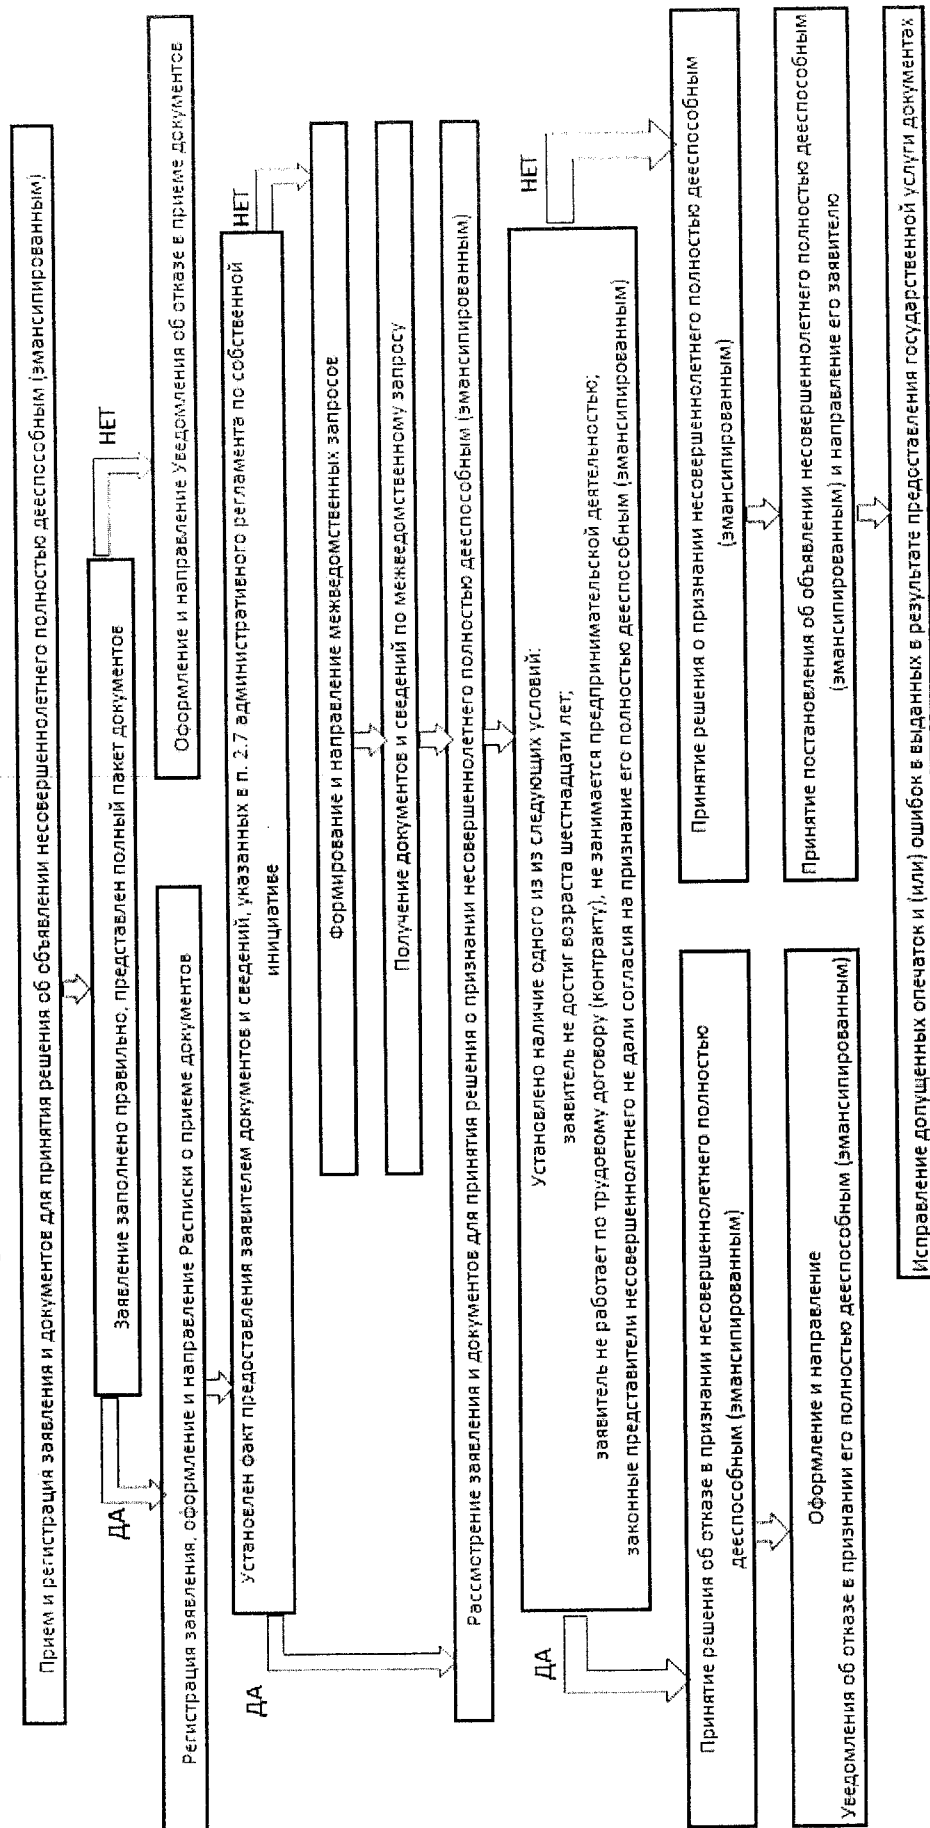 Прием и регистрация заявления и документов для принятия решения об объявлении несовершеннолетнего полностью дееспособным (эмансипированным)
Заявление заполнено правильно, представлен полный пакет документов
ДА
НЕТ
Регистрация заявления, оформление и направление Расписки о приеме документов
Оформление и направление Уведомления об отказе в приеме документов
Установлен факт предоставления заявителем документов и сведений, указанных в п. 2.7 административного регламента по собственной
инициативе
ДА
НЕТ
Формирование и направление межведомственных запросов
Получение документов и сведений по межведомственному запросу
Рассмотрение заявления и документов для принятия решения о признании несовершеннолетнего полностью дееспособным (эмансипированным)
Установлено наличие одного из из следующих условий:
заявитель не достиг возраста шестнадцати лет;
заявитель не работает по трудовому договору (контракту), не занимается предпринимательской деятельностью;
законные представители несовершеннолетнего не дали согласия на признание его полностью дееспособным (эмансипированным)
ДА
НЕТ
Принятие решения об отказе в признании несовершеннолетнего полностью
дееспособным (эмансипированным)
Принятие решения о признании несовершеннолетнего полностью дееспособным
(эмансипированным)
Оформление и направление
Уведомления об отказе в признании его полностью дееспособным (эмансипированным)
Принятие постановления об объявлении несовершеннолетнего полностью дееспособным
(эмансипированным) и направление его заявителю
Исправление допущенных опечаток и (или) ошибок в выданных в результате предоставления государственной услуги документах